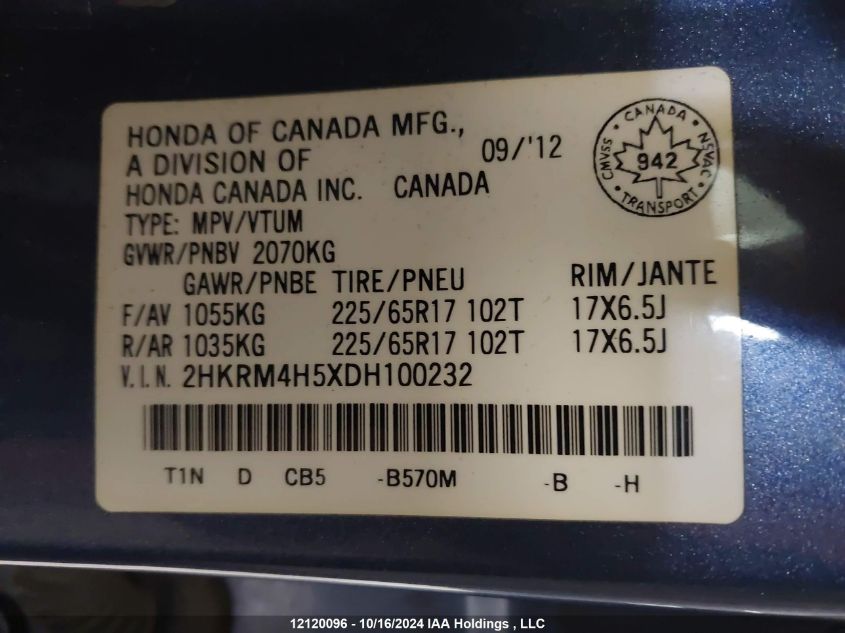 HONDA OF CANADA MFG.,
A DIVISION OF
HONDA CANADA INC. CANADA
09/'12
CANADA
CMVSS
942
NSVAC
TRANSPORT
TYPE: MPV/VTUM
GVWR/PNBV 2070KG
GAWR/PNBE TIRE/PNEU RIM/JANTE
F/AV 1055KG 225/65R17 102T 17X6.5J
R/AR 1035KG 225/65R17 102T 17X6.5J
V.I.N. 2HKRM4H5XDH100232
T1N D CB5 -B570M -B -H
12120096 - 10/16/2024 IAA Holdings , LLC